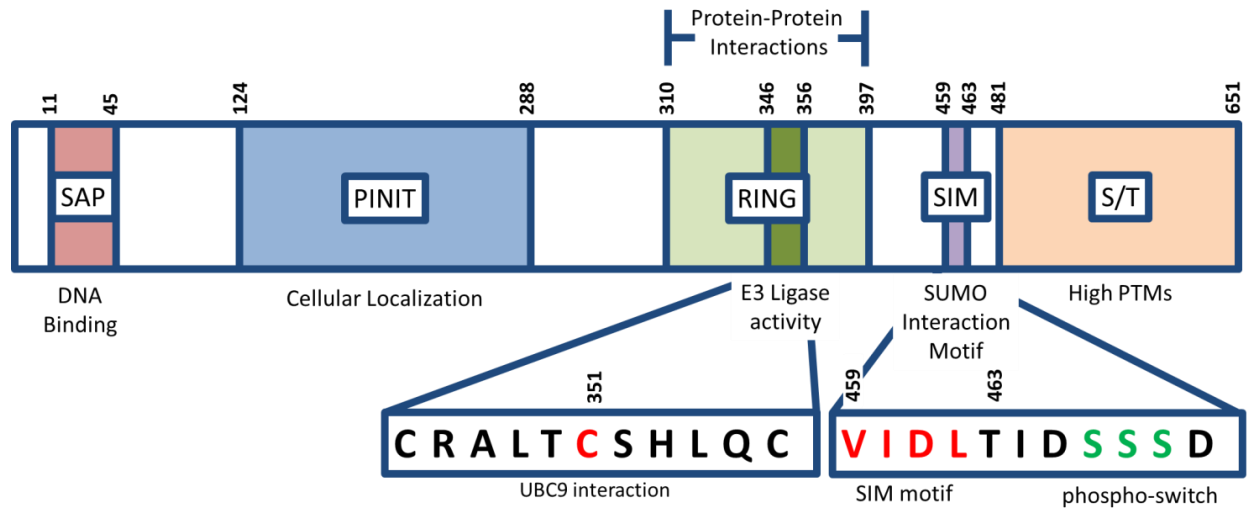 Protein-Protein
Interactions
11 45 124 288 310 346 356 397 459 463 481 651
SAP PINIT RING SIM S/T
DNA
Binding
Cellular Localization
E3 Ligase
activity
SUMO
Interaction
Motif
High PTMs
351
459 463
C R A L T C S H L Q C
V I D L T I D S S S D
UBC9 interaction
SIM motif phospho-switch